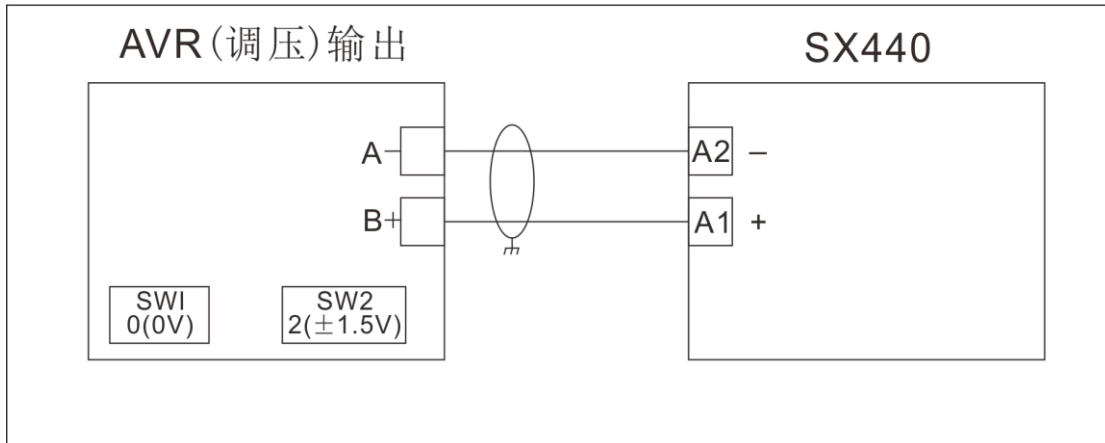 AVR(调压)输出
SX440
A-
A2 –
B+
A1 +
SWI
0(0V)
SW2
2(±1.5V)